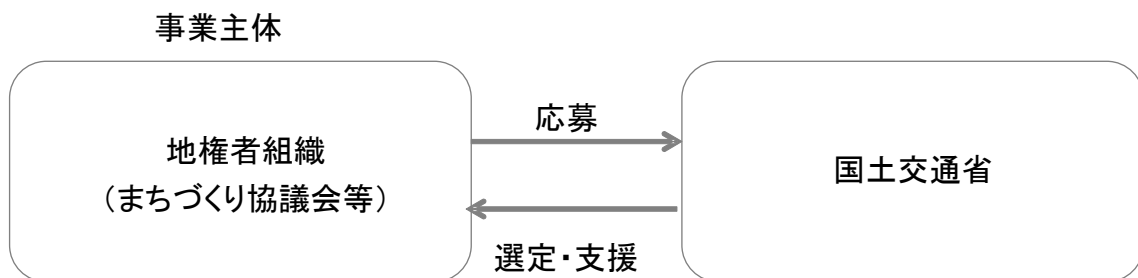 事業主体
応募
地権者組織
（まちづくり協議会等）
国土交通省
選定・支援